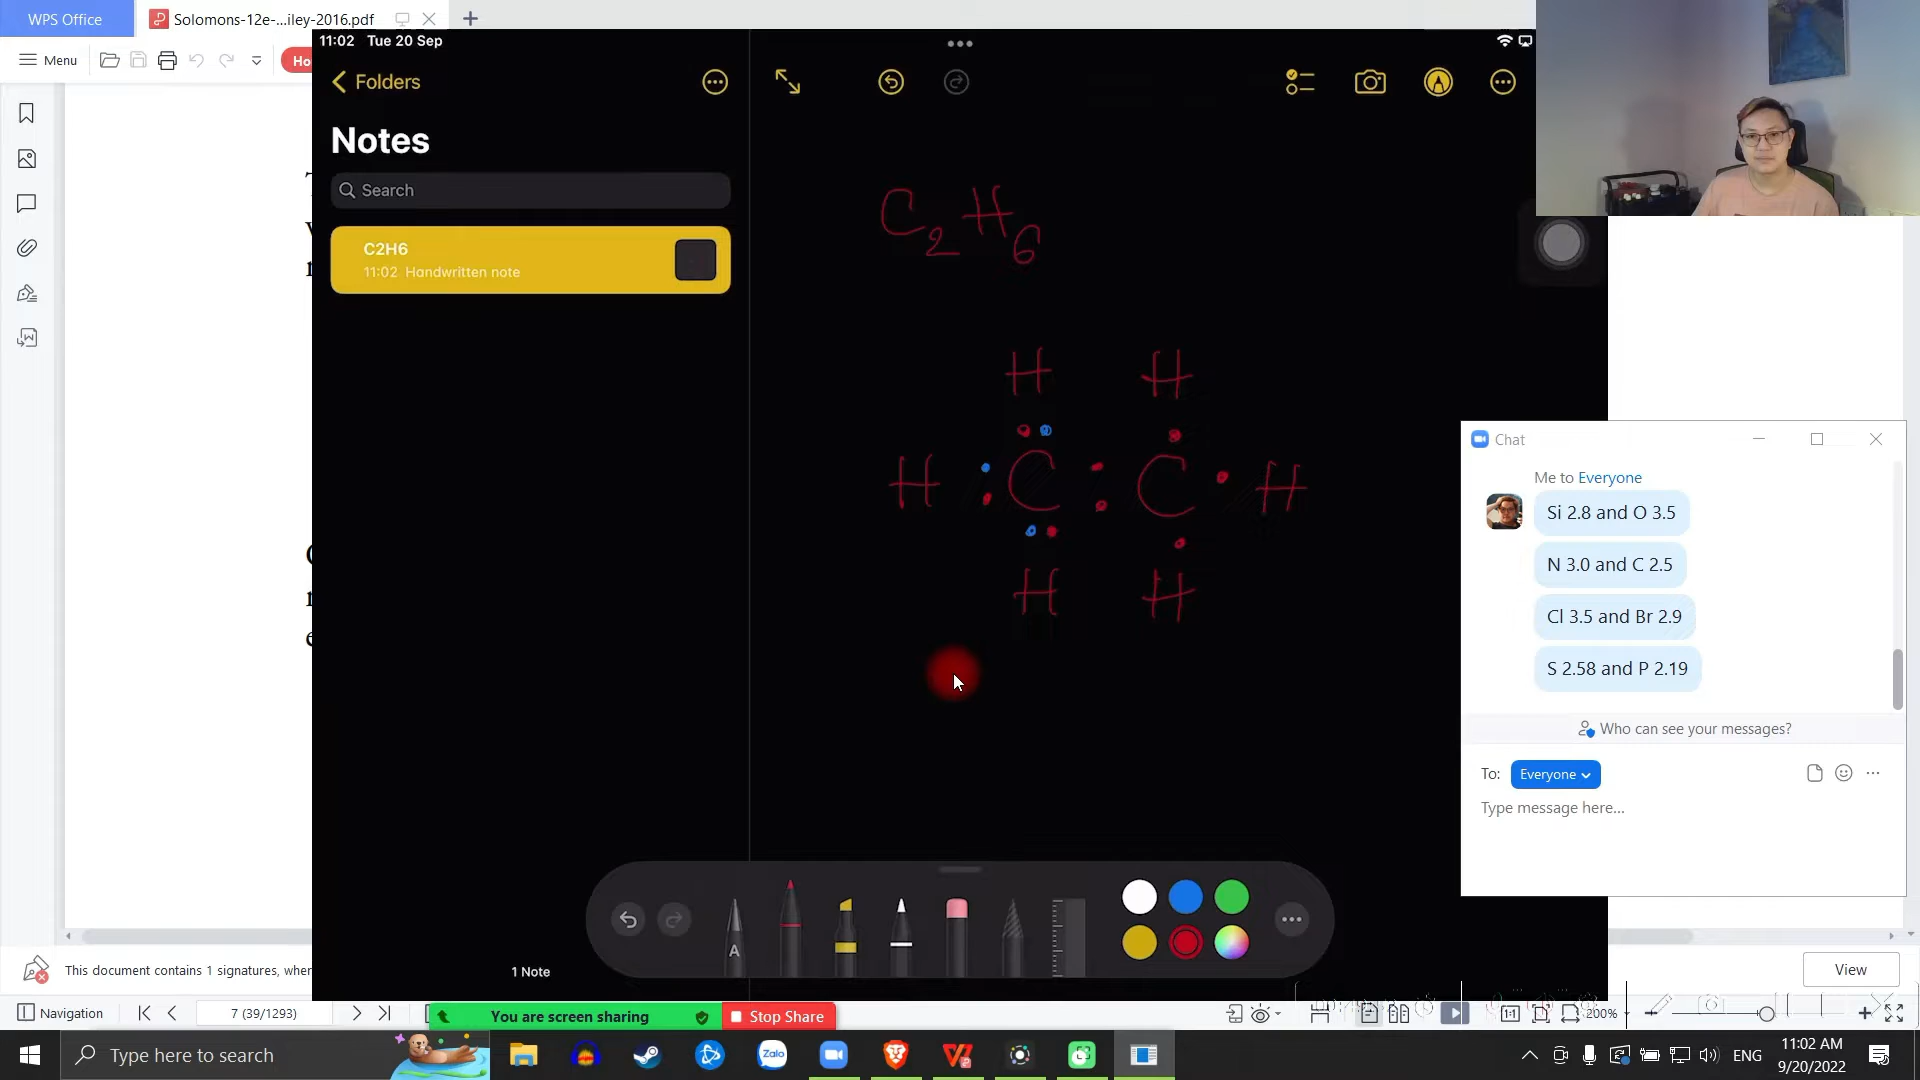 WPS Office
Solomons-12e-...iley-2016.pdf
Menu
11:02 Tue 20 Sep
Folders
Notes
Search
C2H6
11:02 Handwritten note
1 Note
C2H6
H H
H : C : C · H
H H
A
Chat
Me to Everyone
Si 2.8 and O 3.5
N 3.0 and C 2.5
Cl 3.5 and Br 2.9
S 2.58 and P 2.19
Who can see your messages?
To: Everyone
Type message here...
This document contains 1 signatures, wher
View
Navigation
7 (39/1293)
You are screen sharing
Stop Share
1:1
200%
Type here to search
Zalo
ENG
11:02 AM
9/20/2022